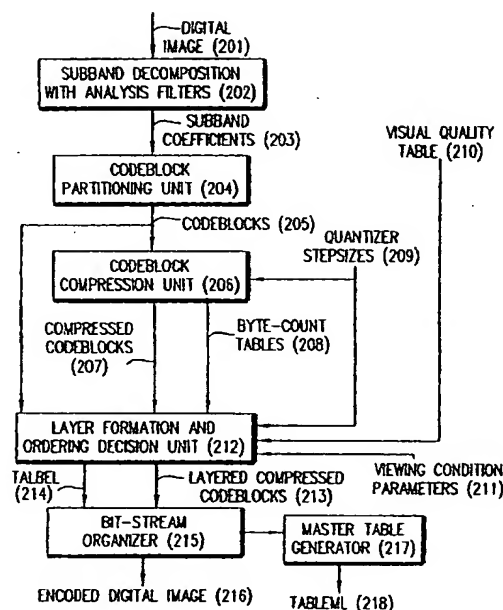 DIGITAL
IMAGE (201)
SUBBAND DECOMPOSITION
WITH ANALYSIS FILTERS (202)
SUBBAND
COEFFICIENTS (203)
VISUAL QUALITY
TABLE (210)
CODEBLOCK
PARTITIONING UNIT (204)
CODEBLOCKS (205)
QUANTIZER
STEPSIZES (209)
CODEBLOCK
COMPRESSION UNIT (206)
COMPRESSED
CODEBLOCKS
(207)
BYTE-COUNT
TABLES (208)
LAYER FORMATION AND
ORDERING DECISION UNIT (212)
VIEWING CONDITION
PARAMETERS (211)
TALBEL
(214)
LAYERED COMPRESSED
CODEBLOCKS (213)
BIT-STREAM
ORGANIZER (215)
MASTER TABLE
GENERATOR (217)
ENCODED DIGITAL IMAGE (216)
TABLEML (218)